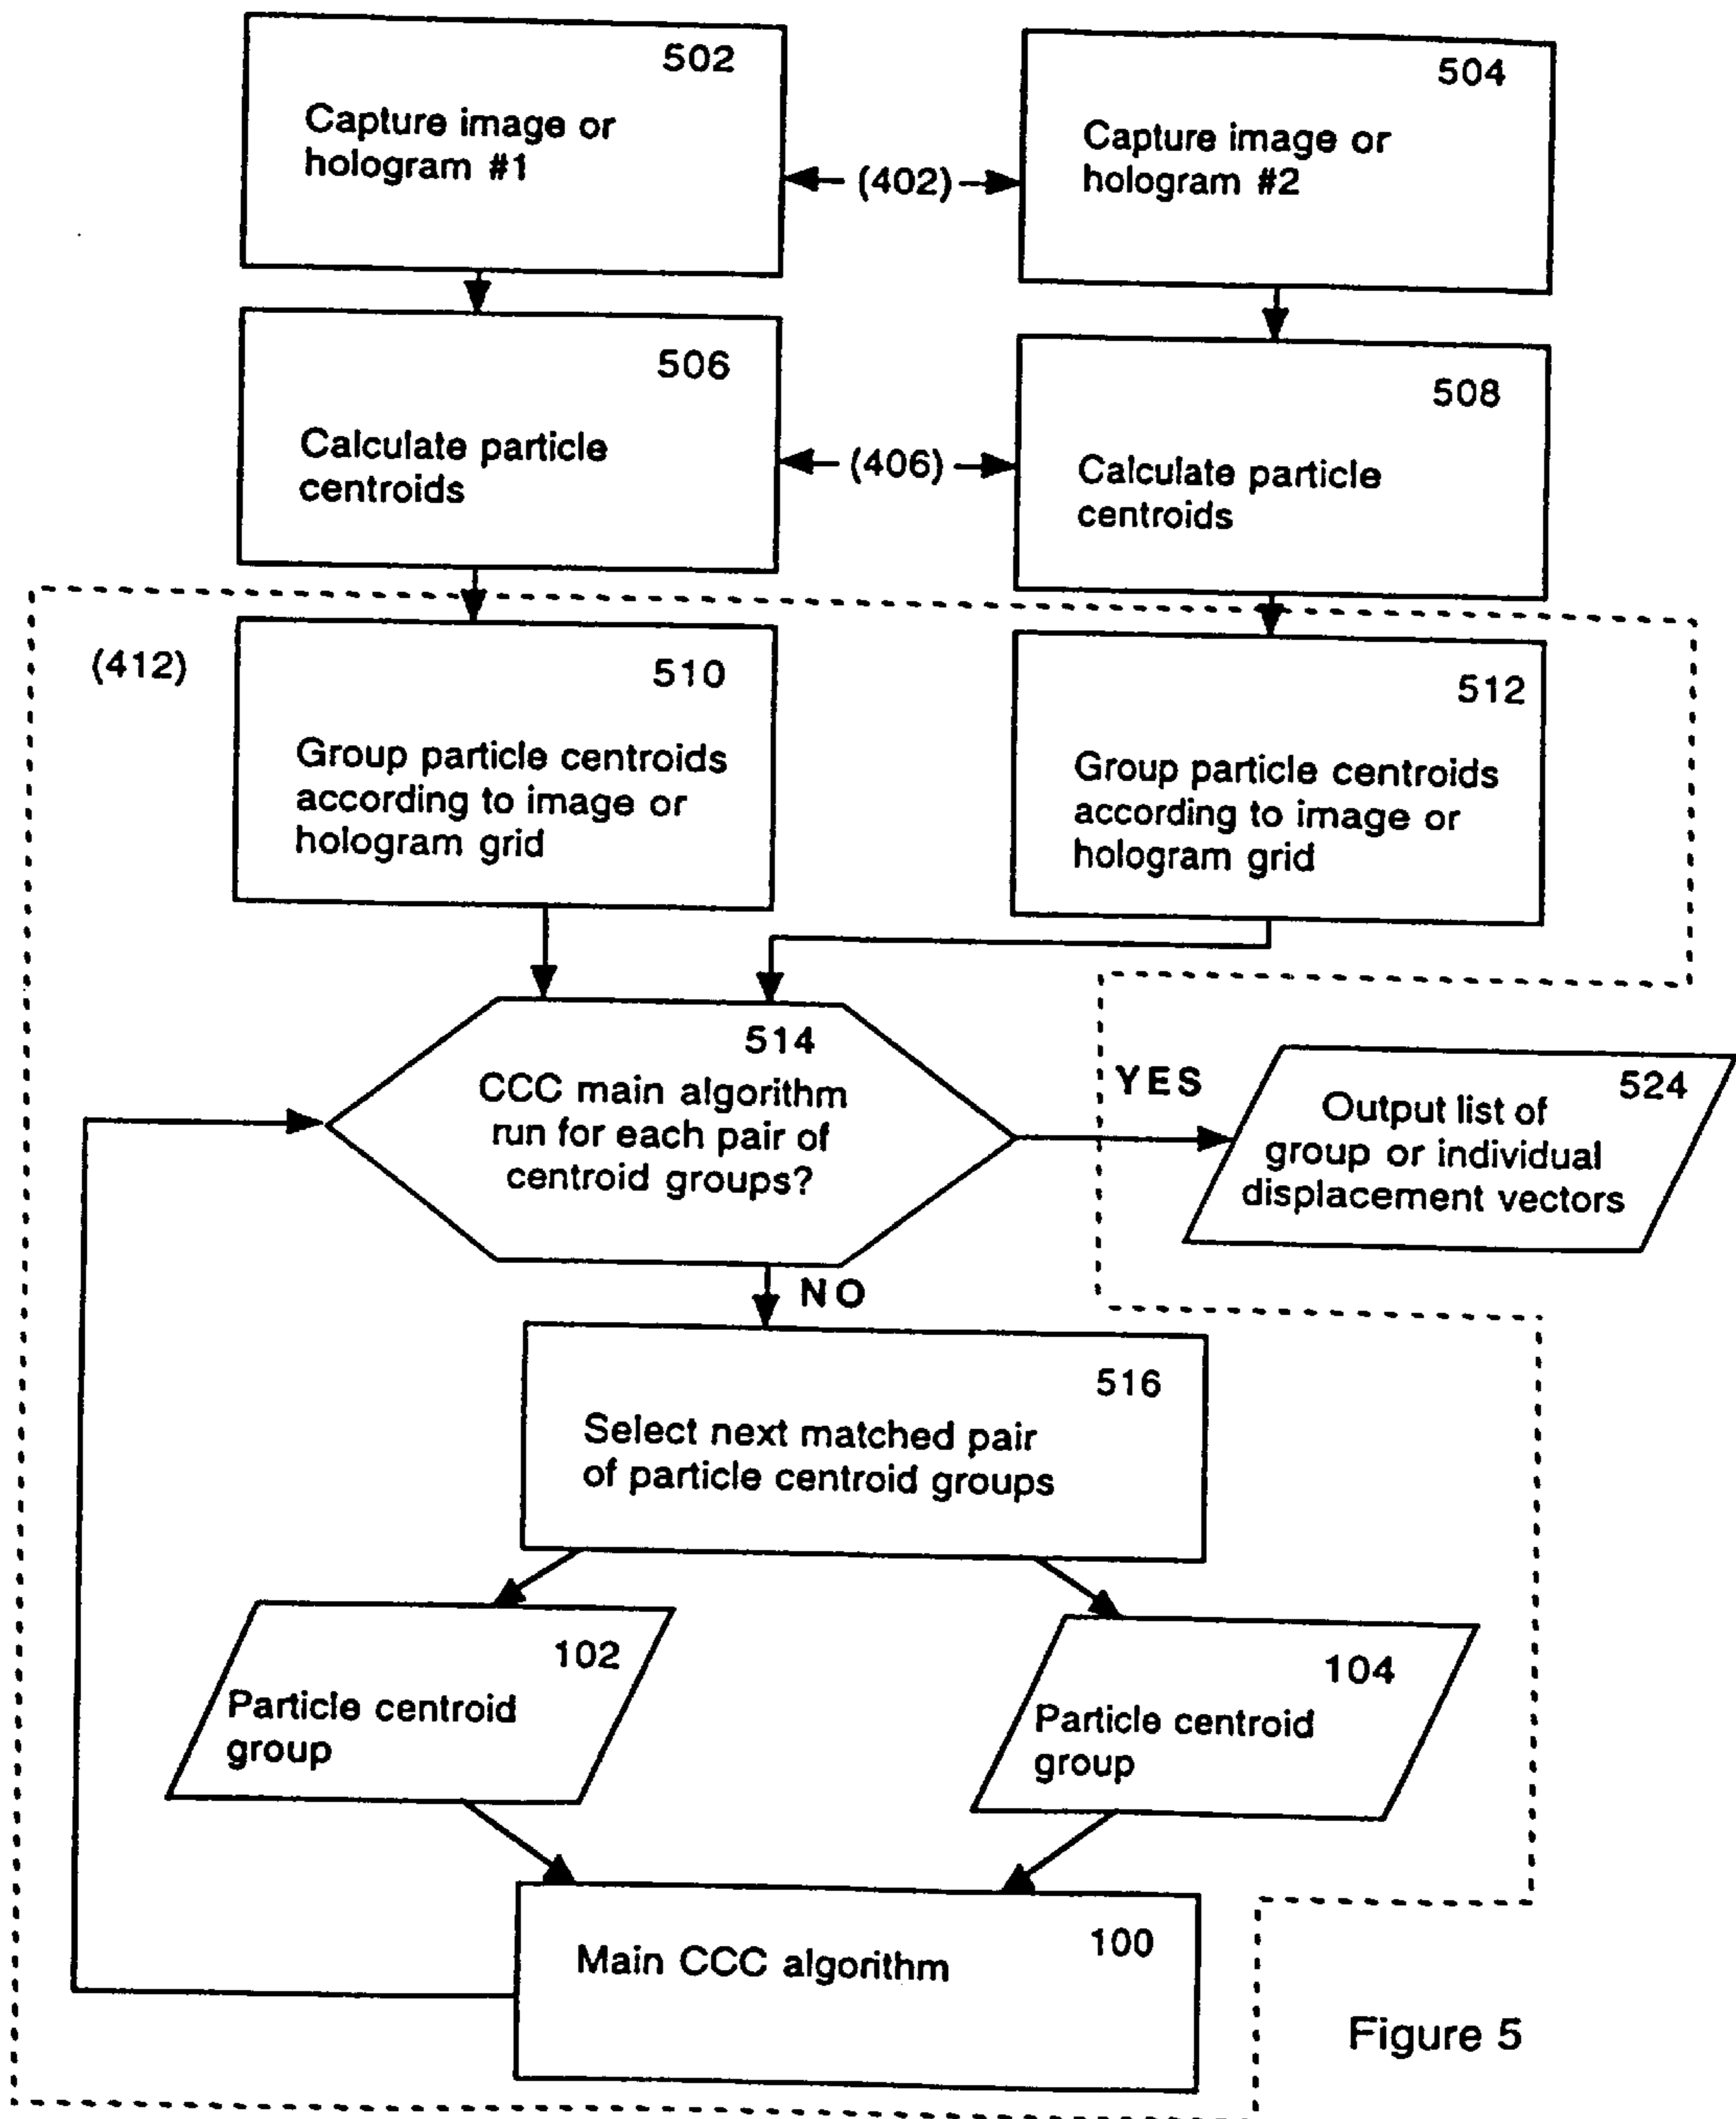 502
Capture image or
hologram #1
504
Capture image or
hologram #2
(402)
506
Calculate particle
centroids
508
Calculate particle
centroids
(406)
(412)
510
Group particle centroids
according to image or
hologram grid
512
Group particle centroids
according to image or
hologram grid
514
CCC main algorithm
run for each pair of
centroid groups?
YES
524
Output list of
group or individual
displacement vectors
NO
516
Select next matched pair
of particle centroid groups
102
Particle centroid
group
104
Particle centroid
group
100
Main CCC algorithm
Figure 5